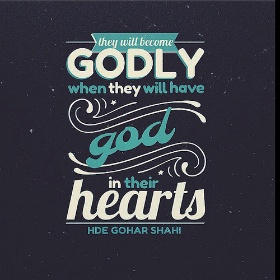 they will become
GODLY
when they will have
god
in their
hearts
HDE GOHAR SHAHI